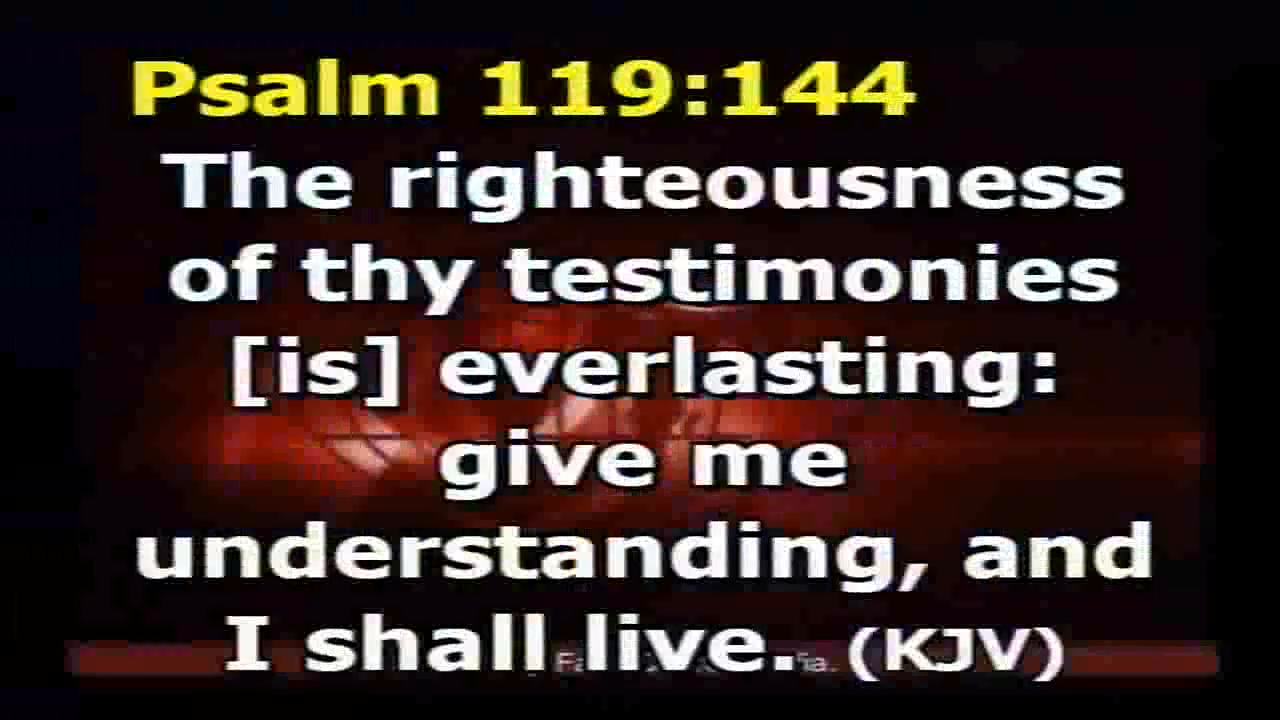 Psalm 119:144
The righteousness
of thy testimonies
[is] everlasting:
give me
understanding, and
I shall live. (KJV)